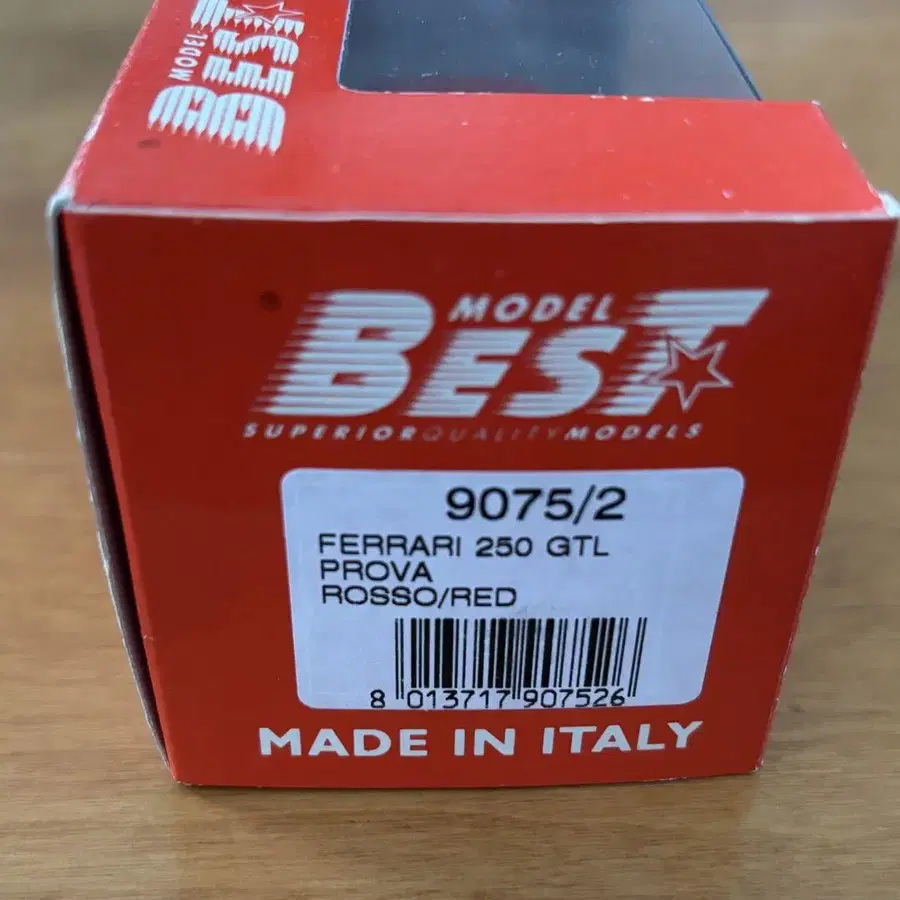 MODEL
BEST
MODEL
BEST
SUPERIORQUALITYMODELS
9075/2
FERRARI 250 GTL
PROVA
ROSSO/RED
8 013717 907526
MADE IN ITALY